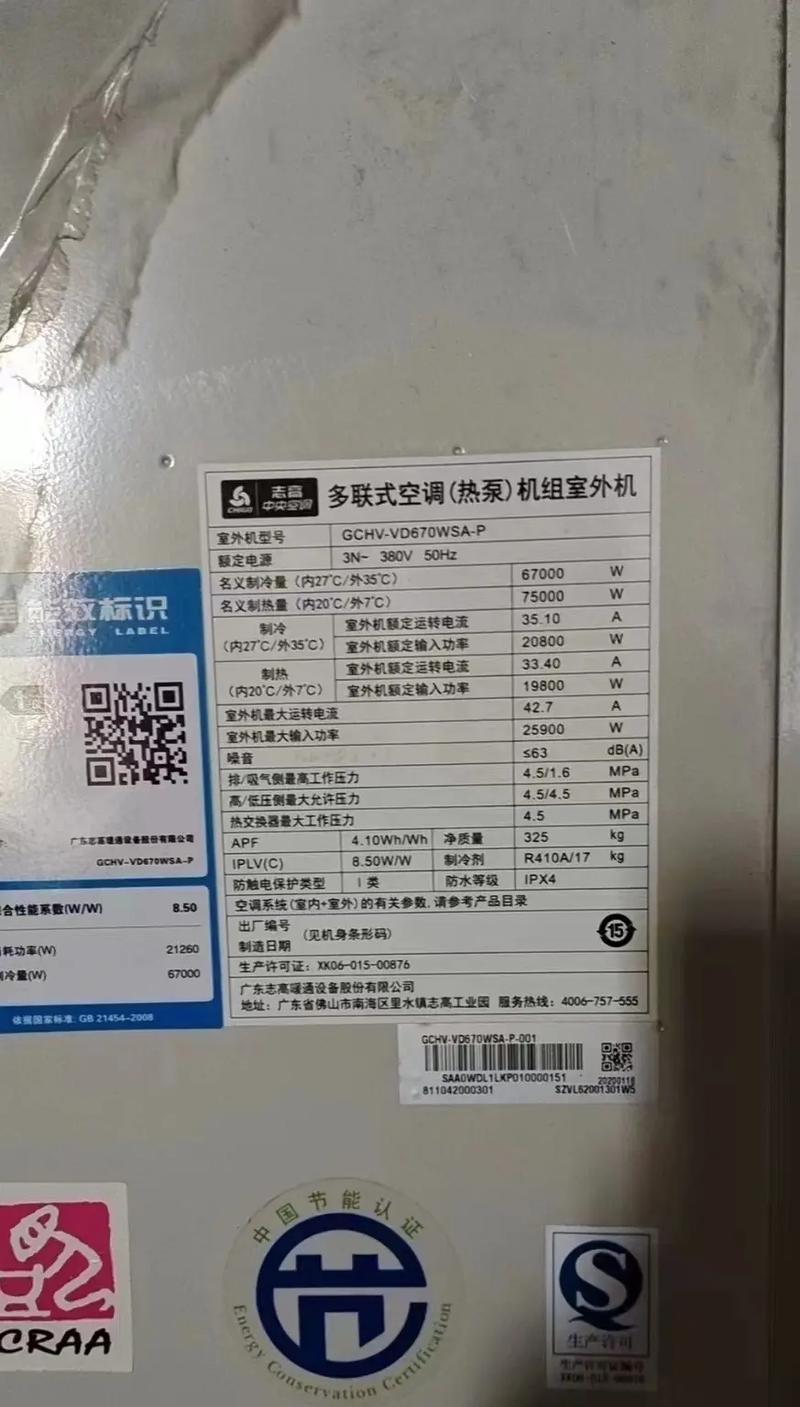 CHIGO 志高 中央空调 多联式空调(热泵)机组室外机
室外机型号 GCHV-VD670WSA-P
额定电源 3N~ 380V 50Hz
名义制冷量 (内27℃/外35℃) 67000 W
名义制热量 (内20℃/外7℃) 75000 W
制冷 (内27℃/外35℃) 室外机额定运转电流 35.10 A
室外机额定输入功率 20800 W
制热 (内20℃/外7℃) 室外机额定运转电流 33.40 A
室外机额定输入功率 19800 W
室外机最大运转电流 42.7 A
室外机最大输入功率 25900 W
噪音 ≤63 dB(A)
排/吸气侧最高工作压力 4.5/1.6 MPa
高/低压侧最大允许压力 4.5/4.5 MPa
热交换器最大工作压力 4.5 MPa
APF 4.10Wh/Wh 净质量 325 kg
IPLV(C) 8.50W/W 制冷剂 R410A/17 kg
防触电保护类型 I 类 防水等级 IPX4
空调系统(室内+室外)的有关参数,请参考产品目录
出厂编号
制造日期 (见机身条形码)
15
生产许可证: XK06-015-00876
广东志高暖通设备股份有限公司
地址: 广东省佛山市南海区里水镇志高工业园 服务热线: 4006-757-555
能效标识
ENERGY LABEL
广东志高暖通设备股份有限公司
GCHV-VD670WSA-P
合性能系数(W/W) 8.50
耗功率(W) 21260
冷量(W) 67000
依据国家标准: GB 21454-2008
GCHV-VD670WSA-P-001
SAA0WDL1LKP010000151
20200118
811042000301
SZVL62001301W5
CRAA
中国节能认证
Energy Conservation Certification
生产许可